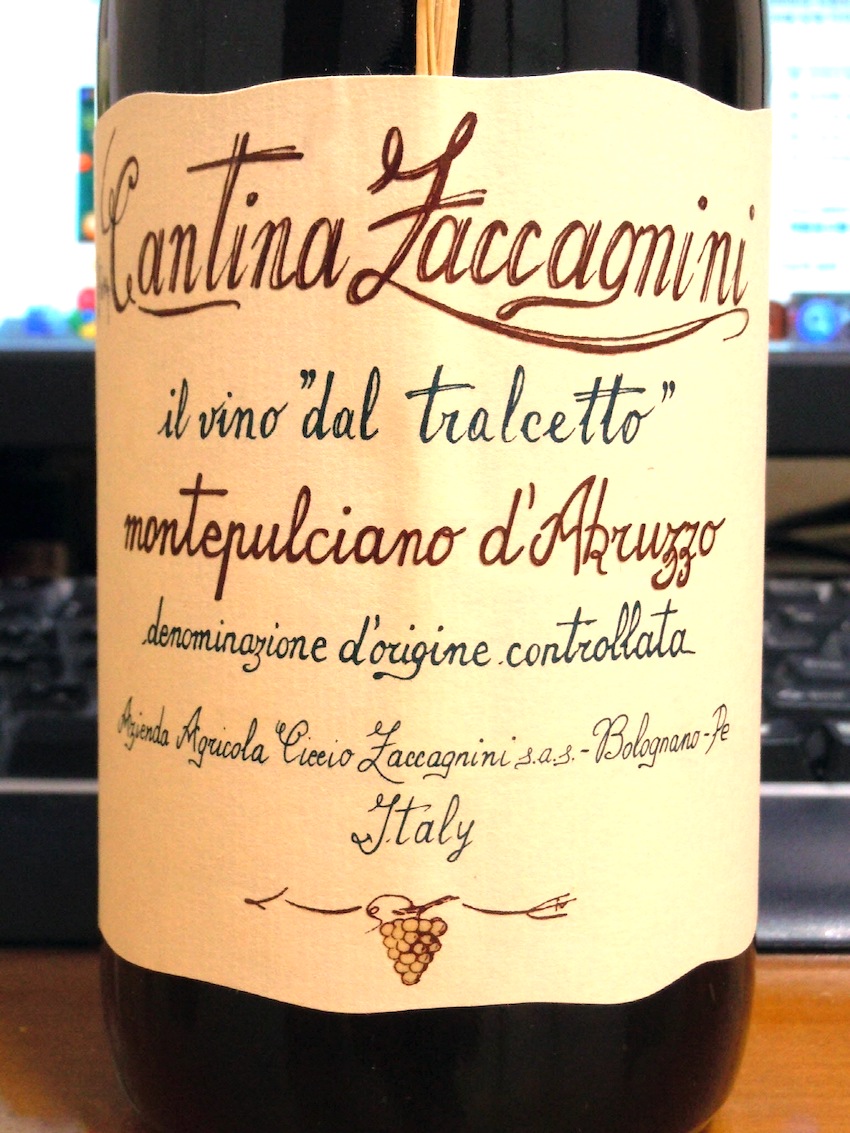 Cantina Zaccagnini
il vino "dal tralcetto"
montepulciano d'Abruzzo
denominazione d'origine controllata
Azienda Agricola Ciccio Zaccagnini s.a.s. - Bolognano - Pe
Italy